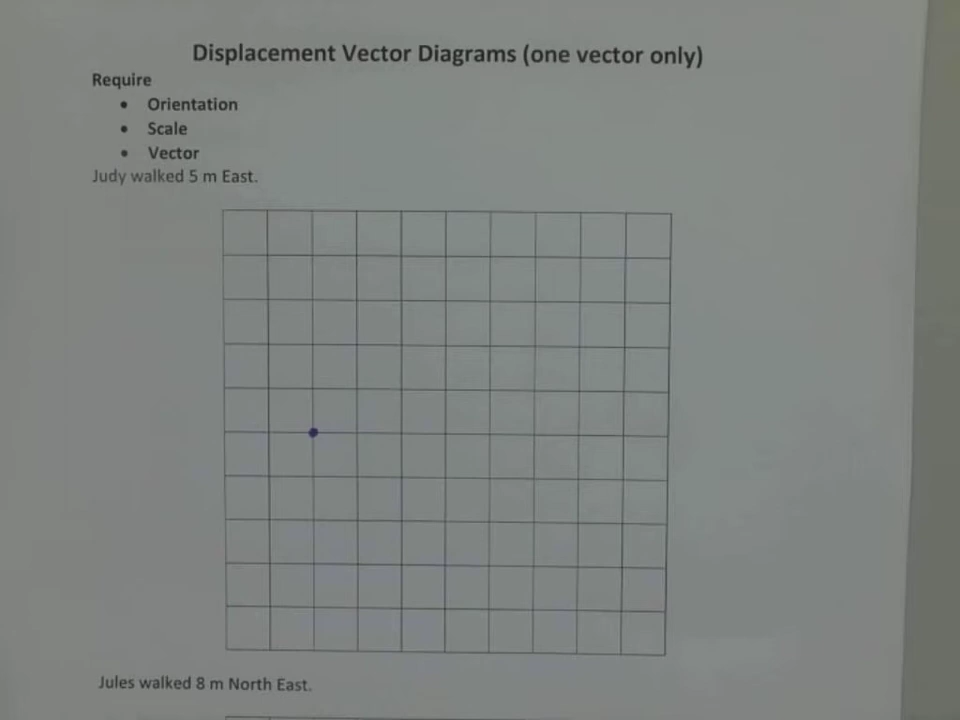 Displacement Vector Diagrams (one vector only)
Require
• Orientation
• Scale
• Vector
Judy walked 5 m East.
Jules walked 8 m North East.